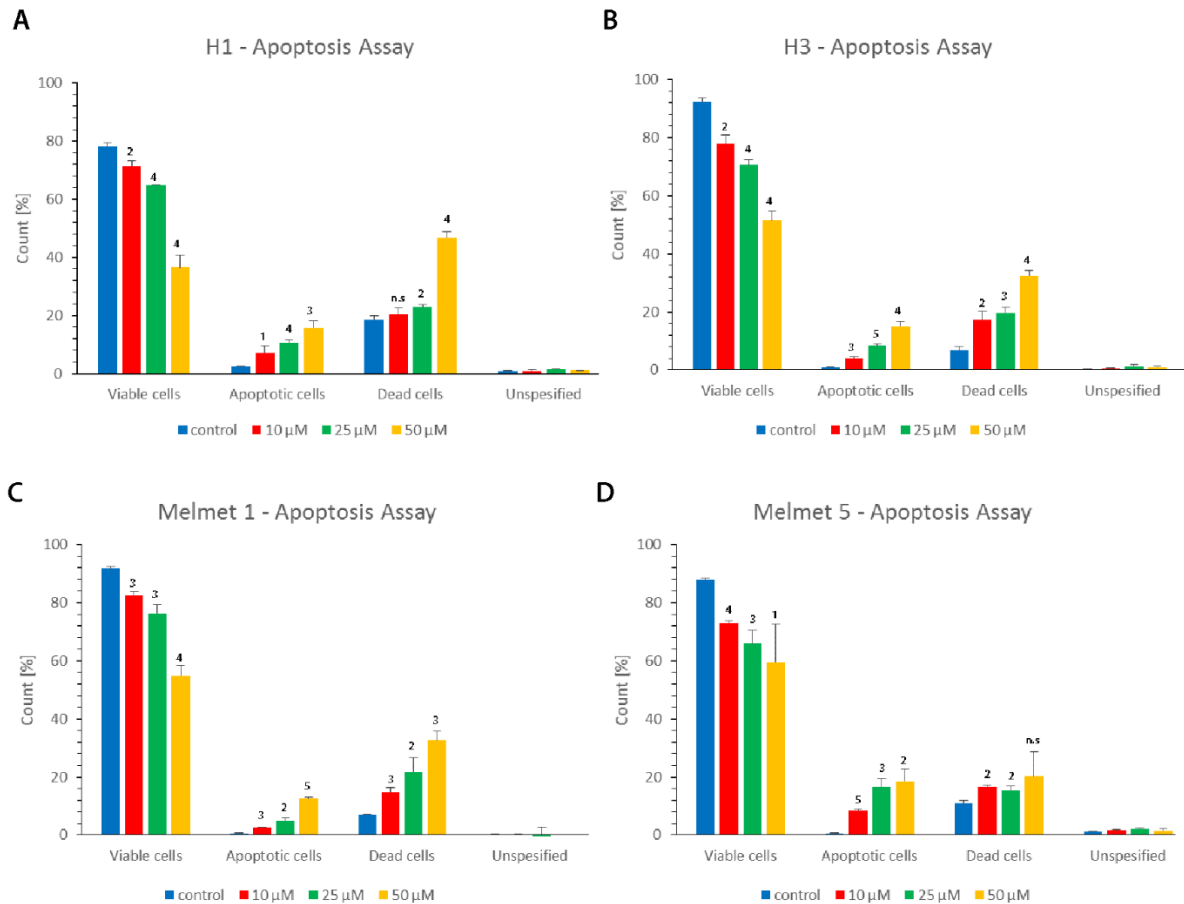 A
H1 - Apoptosis Assay
Count [%]
100
80
60
40
20
0
2
4
4
1
4
3
n.s
2
4
Viable cells
Apoptotic cells
Dead cells
Unspesified
control
10 µM
25 µM
50 µM
B
H3 - Apoptosis Assay
Count [%]
100
80
60
40
20
0
2
4
4
3
5
4
2
3
4
Viable cells
Apoptotic cells
Dead cells
Unspesified
control
10 µM
25 µM
50 µM
C
Melmet 1 - Apoptosis Assay
Count [%]
100
80
60
40
20
0
3
3
4
3
2
5
3
2
3
Viable cells
Apoptotic cells
Dead cells
Unspesified
control
10 µM
25 µM
50 µM
D
Melmet 5 - Apoptosis Assay
Count [%]
100
80
60
40
20
0
4
3
1
5
3
2
2
2
n.s
Viable cells
Apoptotic cells
Dead cells
Unspesified
control
10 µM
25 µM
50 µM